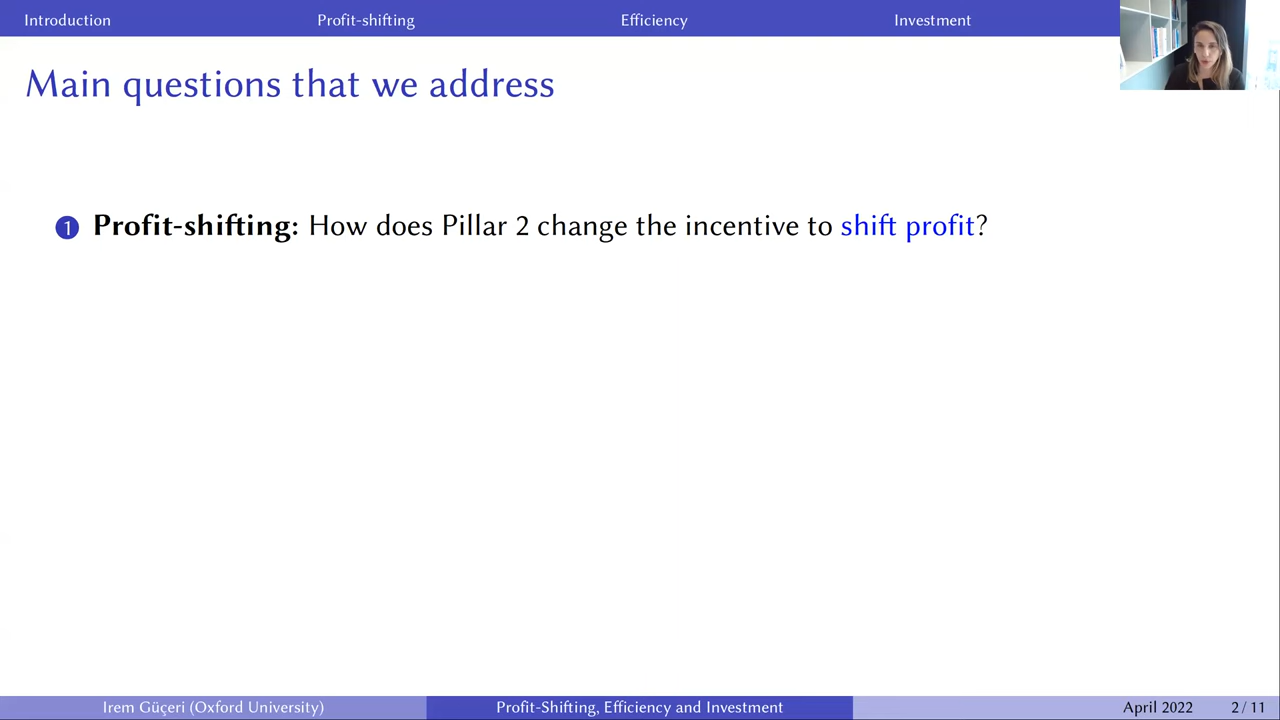 Introduction Profit-shifting Efficiency Investment
Main questions that we address
1 Profit-shifting: How does Pillar 2 change the incentive to shift profit?
Irem Güçeri (Oxford University) Profit-Shifting, Efficiency and Investment April 2022 2 / 11